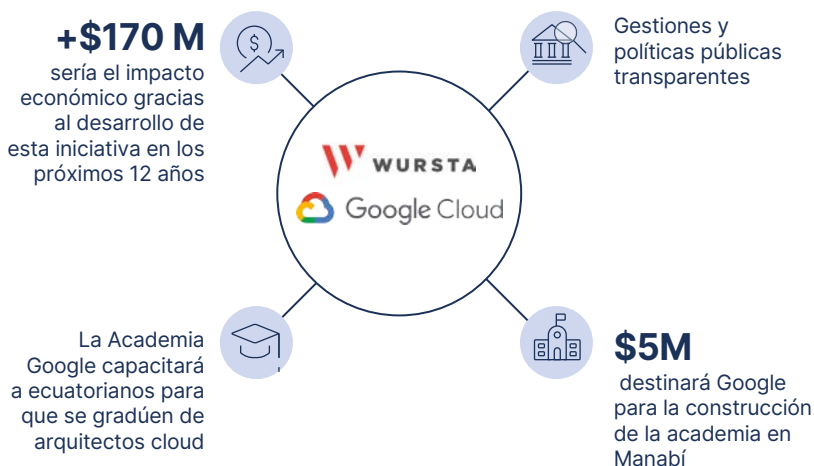 +$170 M
sería el impacto
económico gracias
al desarrollo de
esta iniciativa en los
próximos 12 años
Gestiones y
políticas públicas
transparentes
WURSTA
Google Cloud
La Academia
Google capacitará
a ecuatorianos para
que se gradúen de
arquitectos cloud
$5M
destinará Google
para la construcción
de la academia en
Manabí